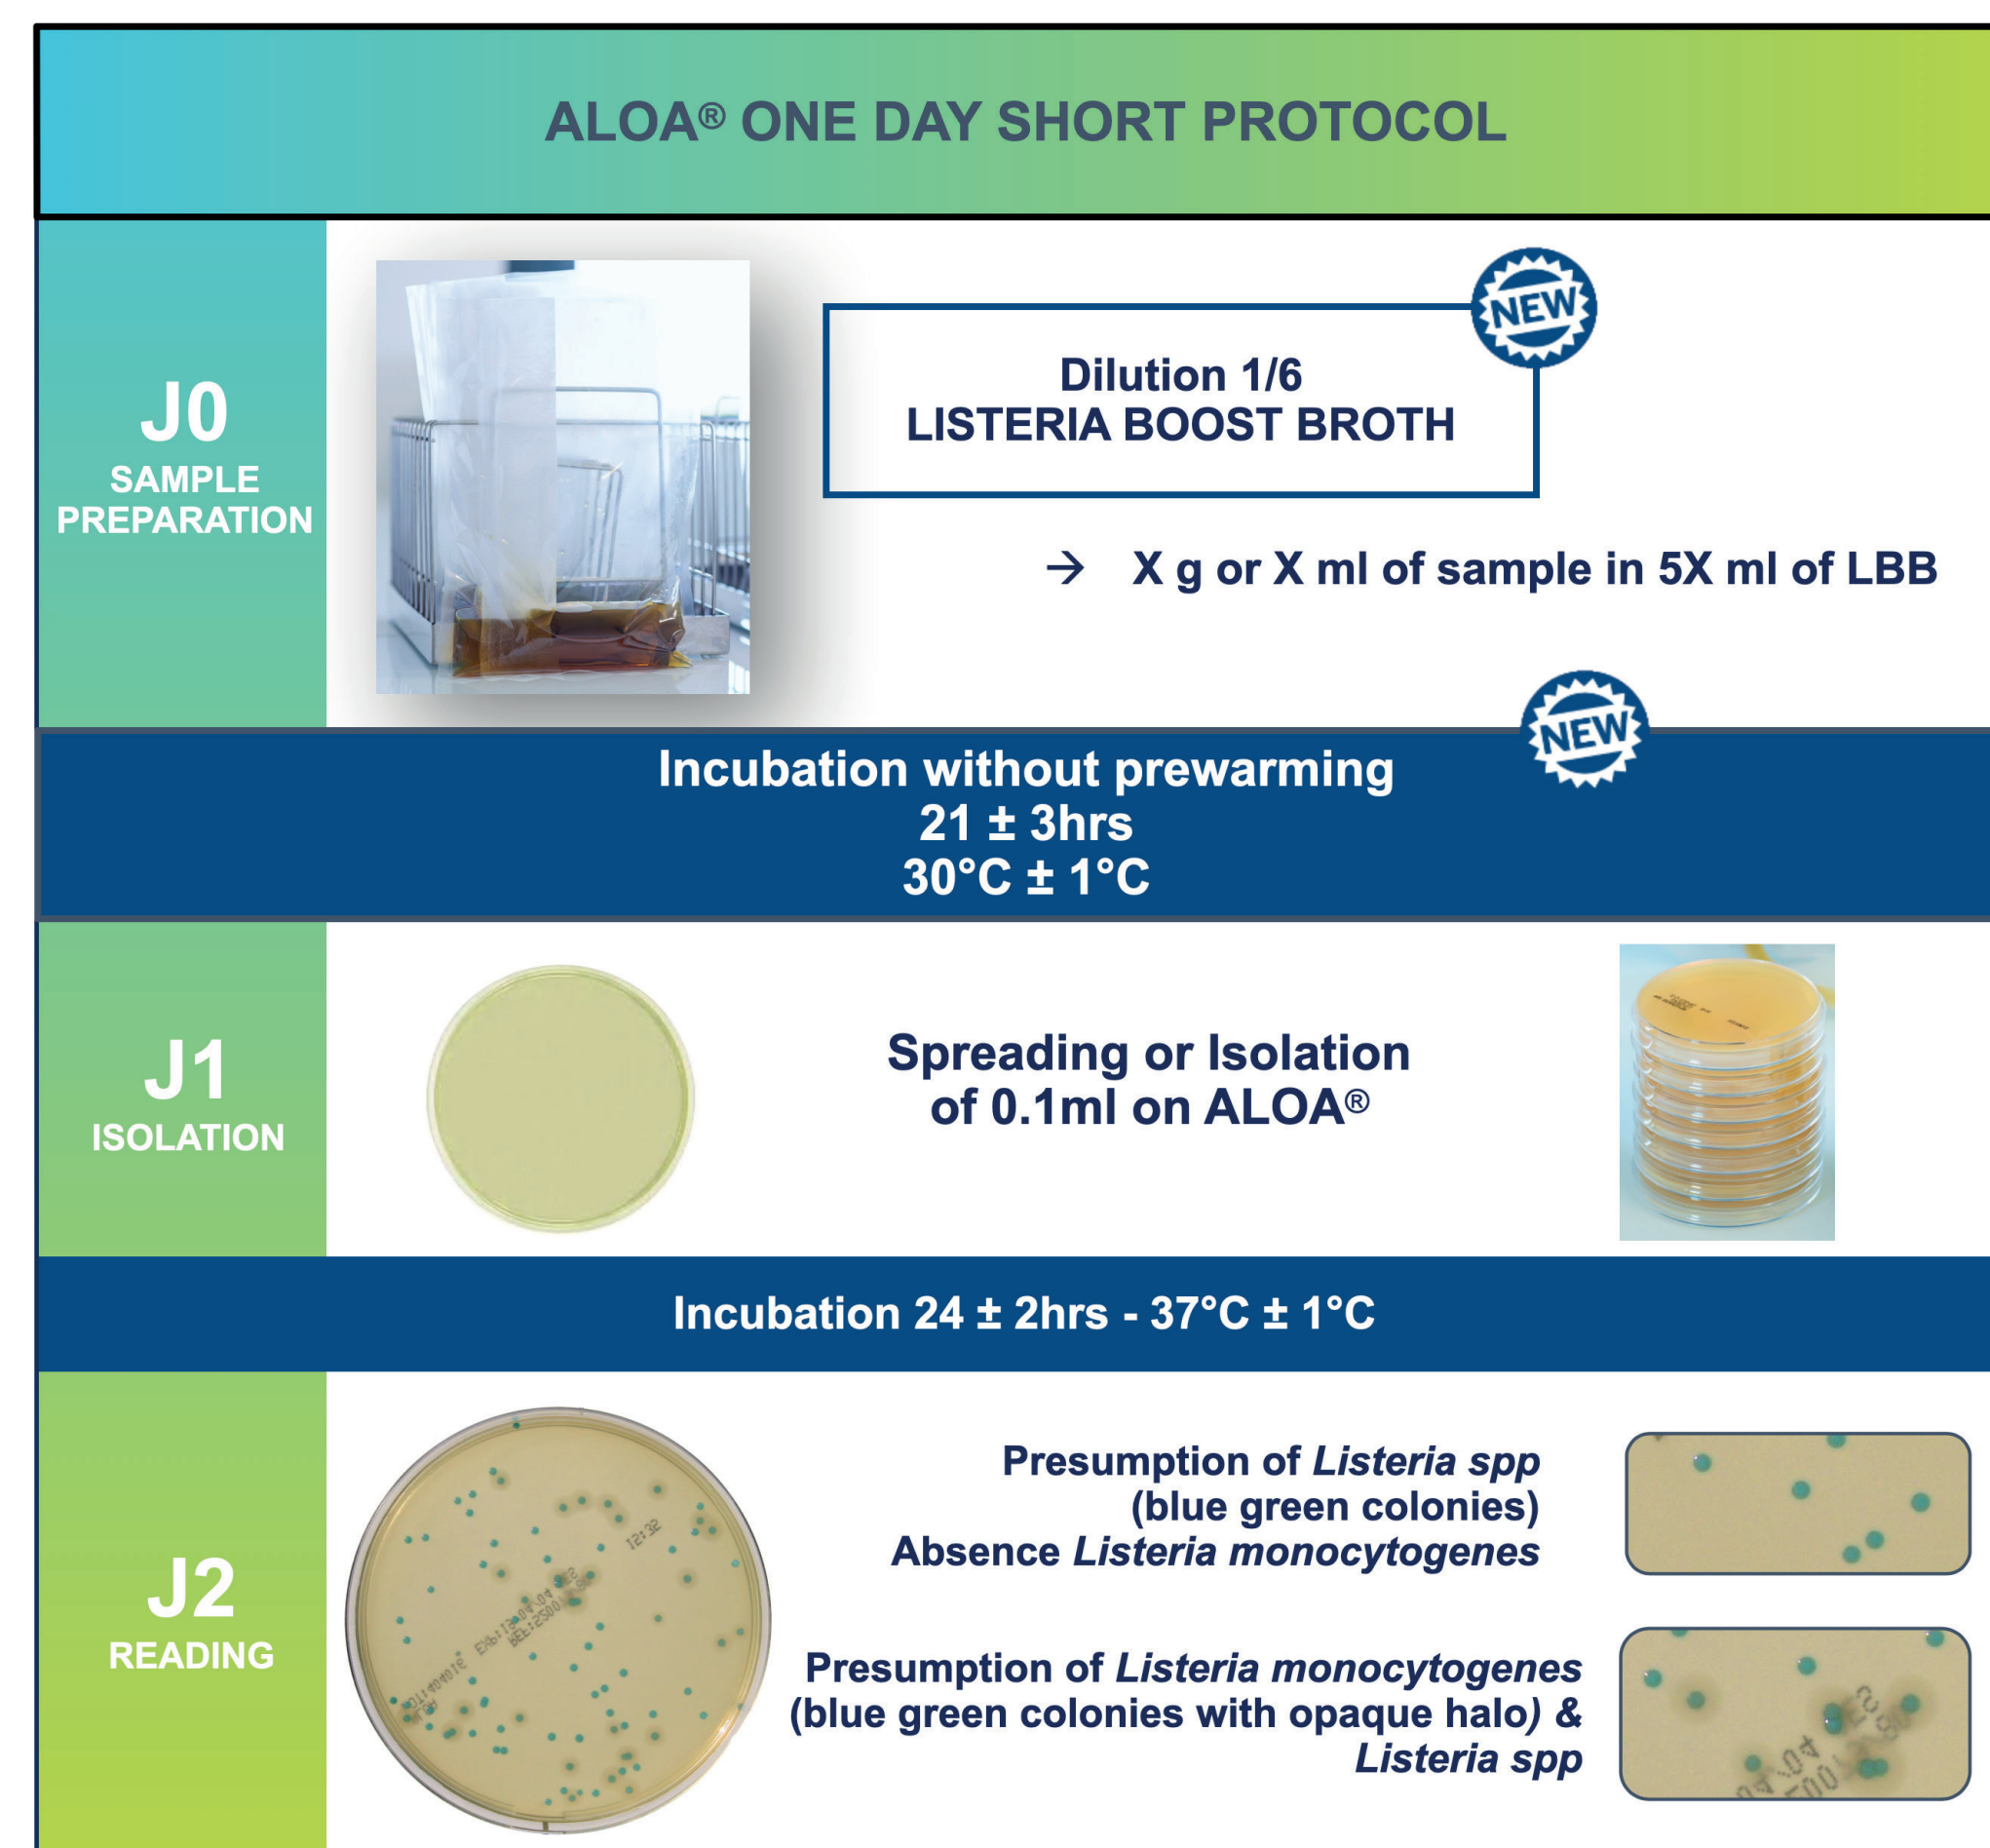 ALOA® ONE DAY SHORT PROTOCOL
J0
SAMPLE
PREPARATION
NEW
Dilution 1/6
LISTERIA BOOST BROTH
→ X g or X ml of sample in 5X ml of LBB
NEW
Incubation without prewarming
21 ± 3hrs
30°C ± 1°C
J1
ISOLATION
Spreading or Isolation
of 0.1ml on ALOA®
Incubation 24 ± 2hrs - 37°C ± 1°C
J2
READING
12:32
Presumption of Listeria spp
(blue green colonies)
Absence Listeria monocytogenes
Presumption of Listeria monocytogenes
(blue green colonies with opaque halo) &
Listeria spp